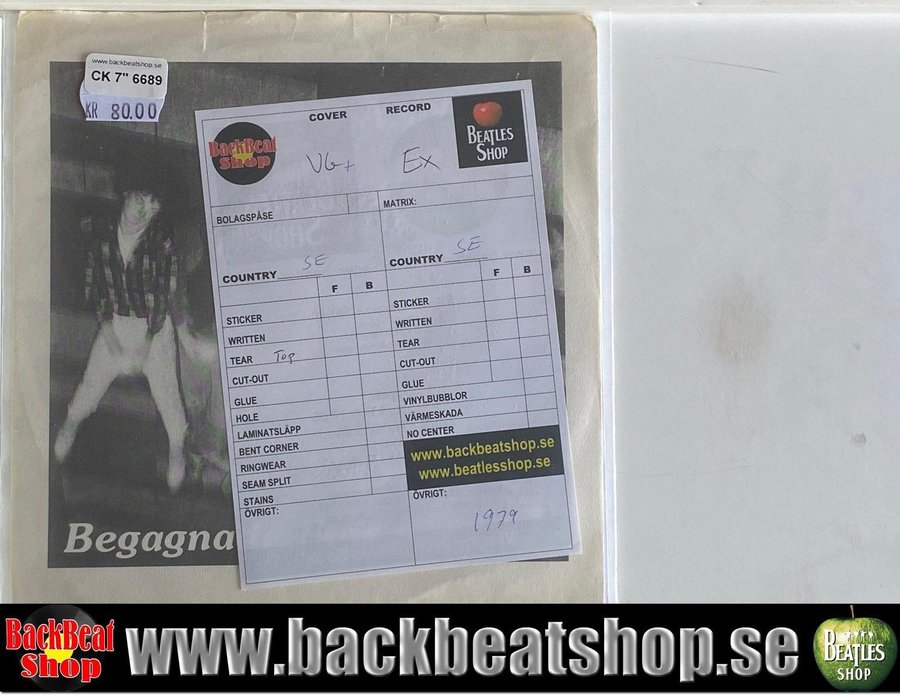 www.backbeatshop.se
CK 7" 6689
KR 80.00
COVER RECORD
BackBeat
Shop
VG+ Ex
BEATLES
SHOP
BOLAGSPÅSE MATRIX:
COUNTRY SE COUNTRY SE
F B F B
STICKER STICKER
WRITTEN WRITTEN
TEAR Top TEAR
CUT-OUT CUT-OUT
GLUE GLUE
HOLE VINYLBUBBLOR
LAMINATSLÄPP VÄRMESKADA
BENT CORNER NO CENTER
RINGWEAR
SEAM SPLIT
STAINS
www.backbeatshop.se
www.beatlesshop.se
ÖVRIGT: ÖVRIGT:
1979
Begagna
BackBeat
Shop
www.backbeatshop.se
BEATLES
SHOP